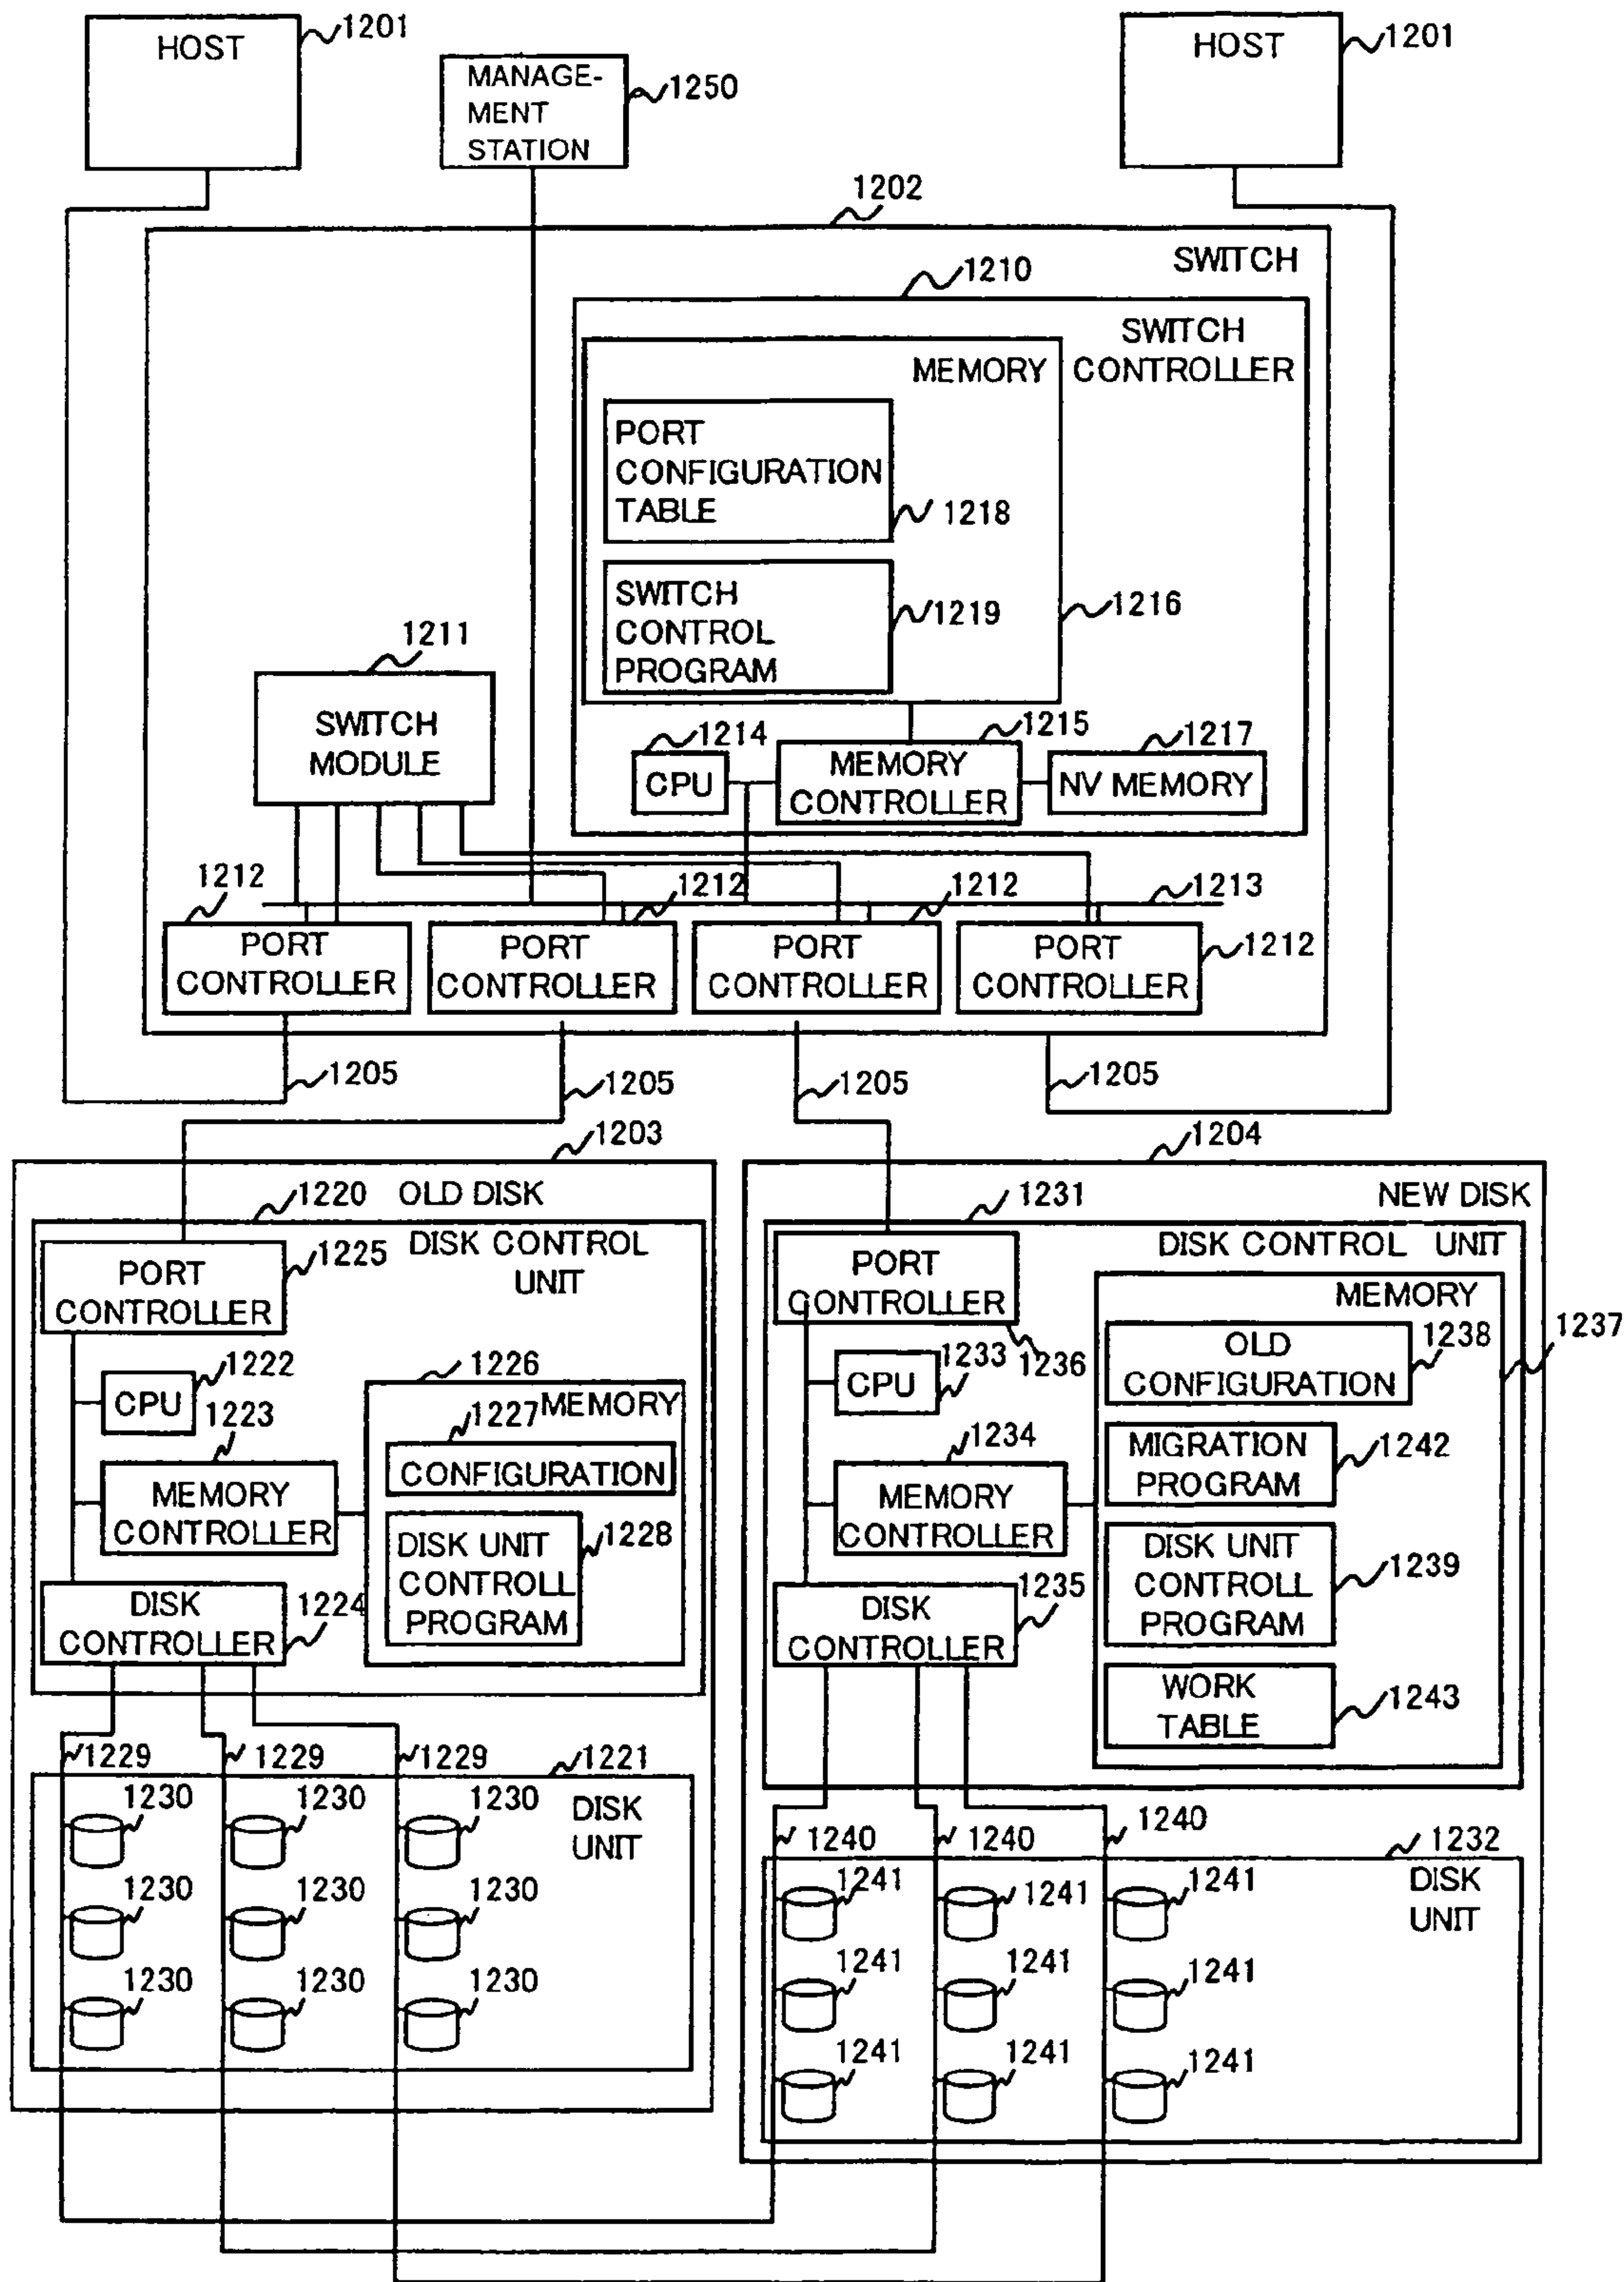 HOST
1201
MANAGE-
MENT
STATION
1250
HOST
1201
1202
SWITCH
1210
SWITCH
CONTROLLER
MEMORY
PORT
CONFIGURATION
TABLE
1218
SWITCH
CONTROL
PROGRAM
1219
1216
1211
SWITCH
MODULE
1214
CPU
1215
MEMORY
CONTROLLER
1217
NV MEMORY
1212
1212
1212
1213
PORT
CONTROLLER
PORT
CONTROLLER
PORT
CONTROLLER
PORT
CONTROLLER
1212
1205
1205
1205
1205
1203
1220
OLD DISK
DISK CONTROL
UNIT
PORT
CONTROLLER
1225
CPU
1222
1223
MEMORY
CONTROLLER
1226
MEMORY
1227
CONFIGURATION
DISK UNIT
CONTROLL
PROGRAM
1228
DISK
CONTROLLER
1224
1229
1229
1229
1221
DISK
UNIT
1230
1230
1230
1230
1230
1230
1230
1230
1230
1204
1231
NEW DISK
DISK CONTROL UNIT
PORT
CONTROLLER
1236
MEMORY
1237
OLD
CONFIGURATION
1238
CPU
1233
1234
MEMORY
CONTROLLER
MIGRATION
PROGRAM
1242
DISK UNIT
CONTROLL
PROGRAM
1239
DISK
CONTROLLER
1235
WORK
TABLE
1243
1240
1240
1240
1232
DISK
UNIT
1241
1241
1241
1241
1241
1241
1241
1241
1241